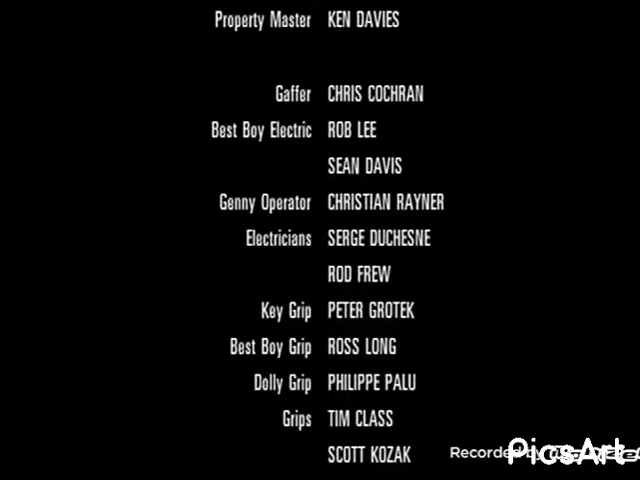 Property Master KEN DAVIES
Gaffer CHRIS COCHRAN
Best Boy Electric ROB LEE
SEAN DAVIS
Genny Operator CHRISTIAN RAYNER
Electricians SERGE DUCHESNE
ROD FREW
Key Grip PETER GROTEK
Best Boy Grip ROSS LONG
Dolly Grip PHILIPPE PALU
Grips TIM CLASS
SCOTT KOZAK
Recorded by
PicsArt